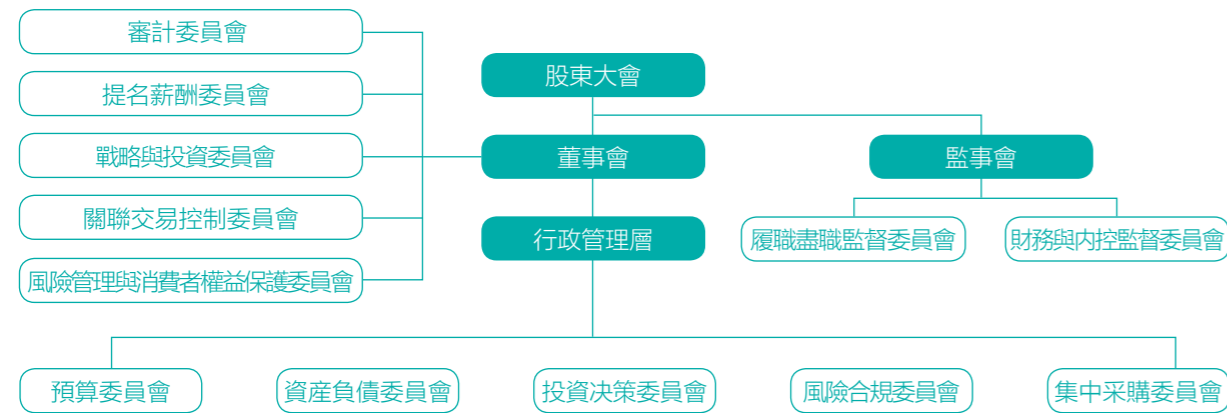 審計委員會
提名薪酬委員會
戰略與投資委員會
關聯交易控制委員會
風險管理與消費者權益保護委員會
股東大會
董事會
監事會
行政管理層
履職盡職監督委員會
財務與内控監督委員會
預算委員會
資産負債委員會
投資决策委員會
風險合規委員會
集中采購委員會